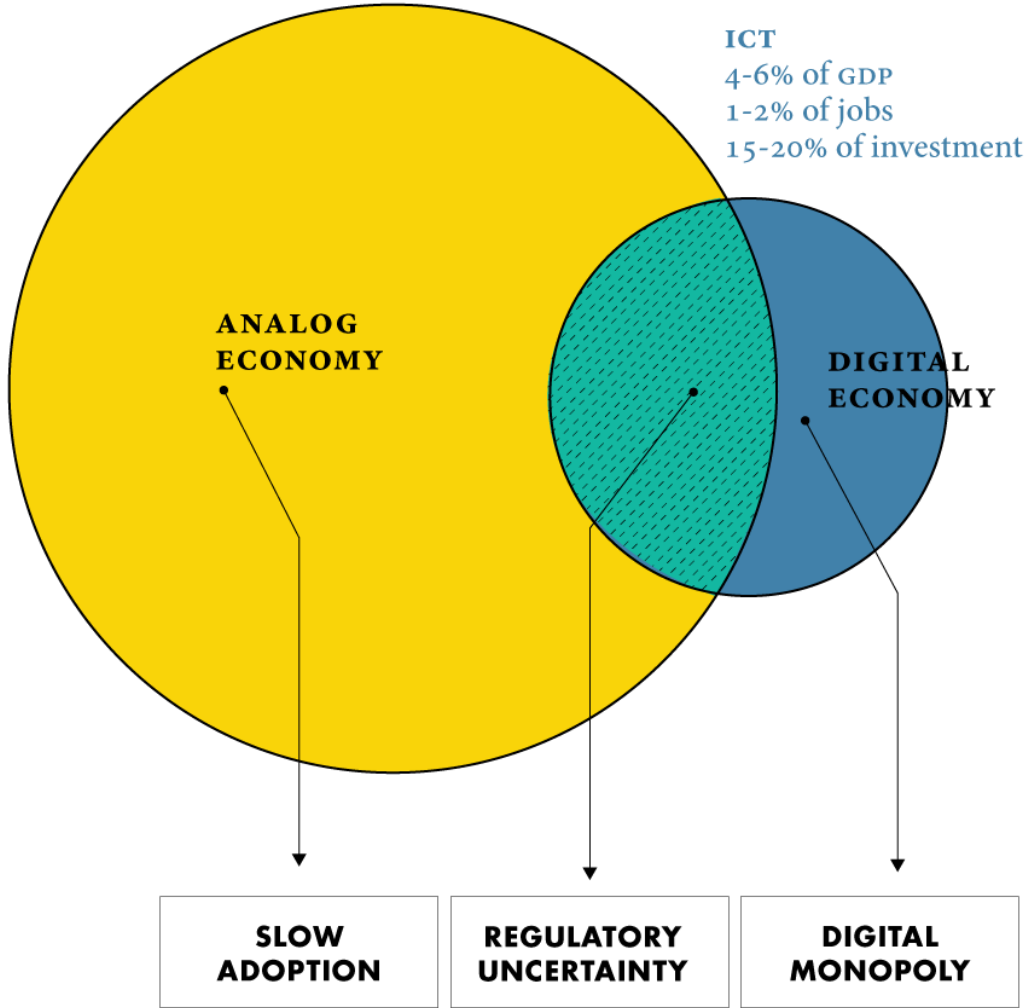 ICT
4-6% of GDP
1-2% of jobs
15-20% of investment
ANALOG
ECONOMY
DIGITAL
ECONOMY
SLOW
ADOPTION
REGULATORY
UNCERTAINTY
DIGITAL
MONOPOLY